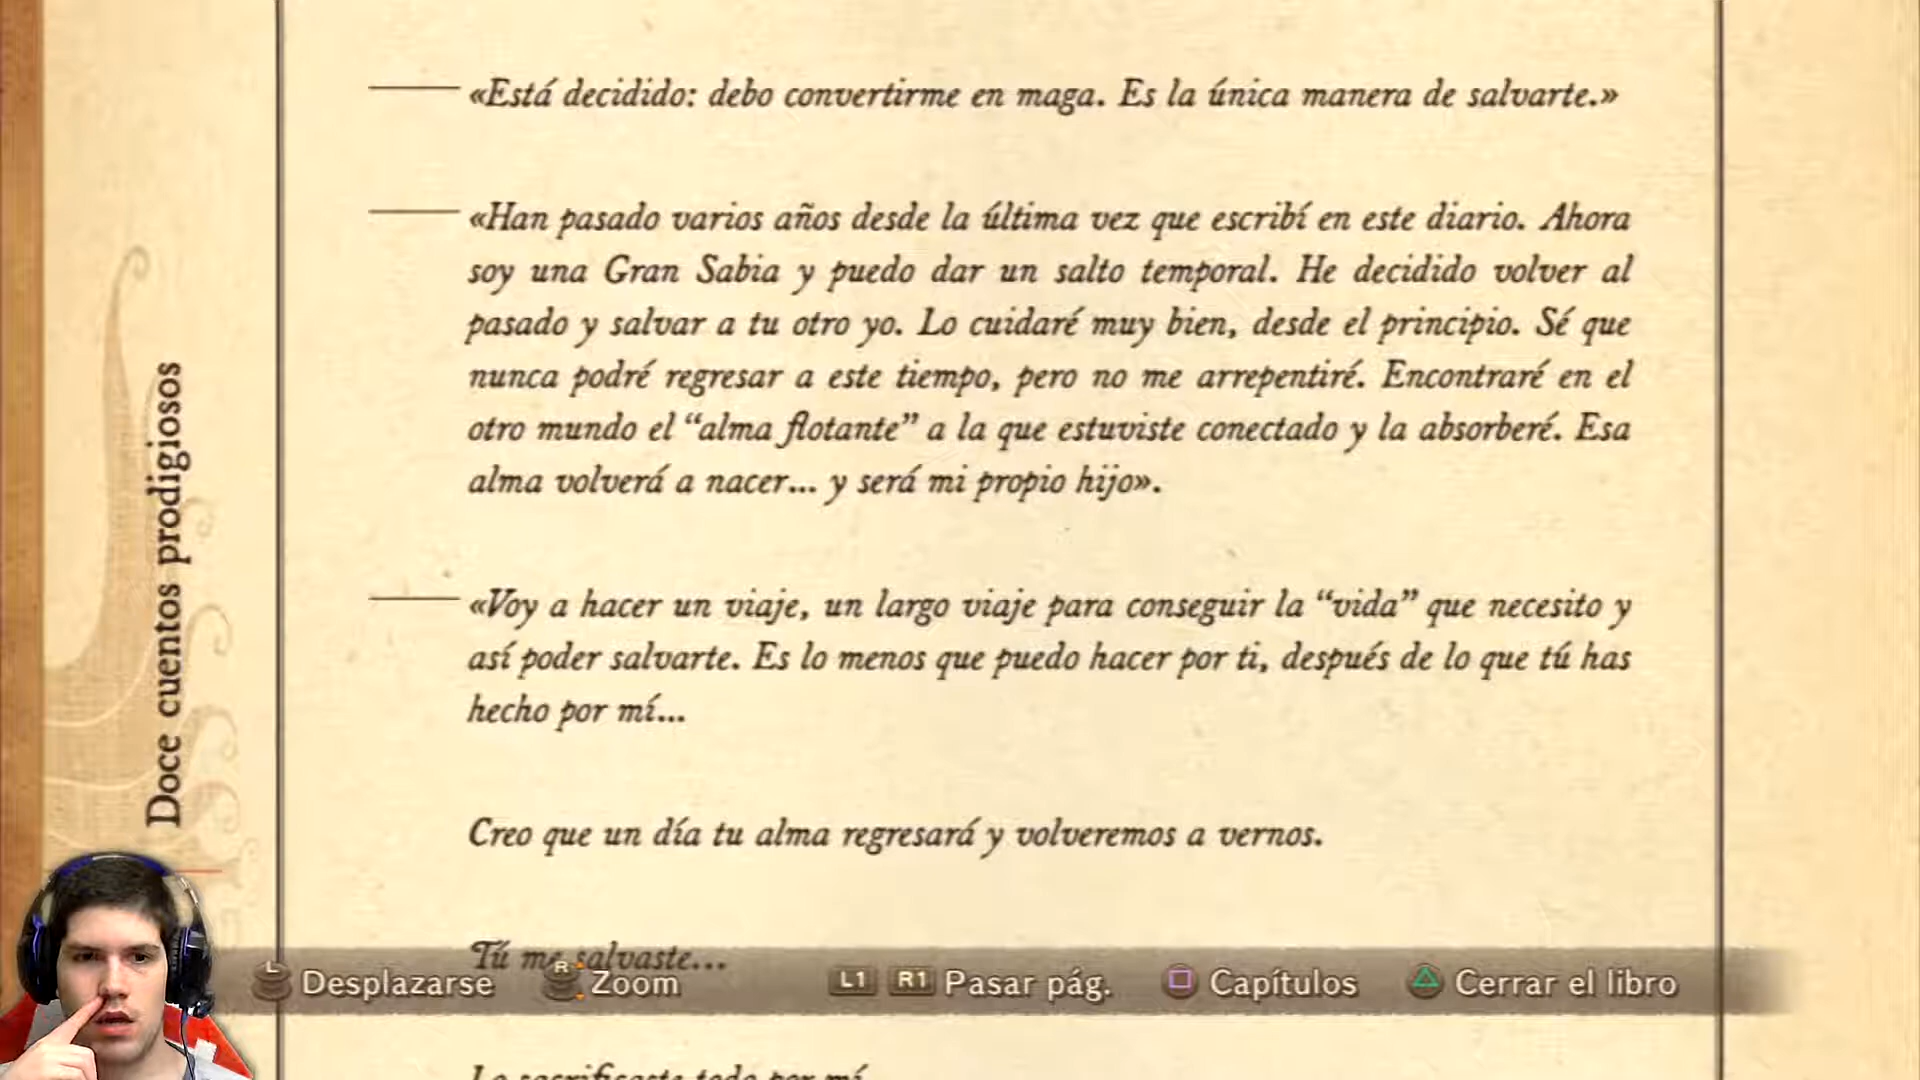 «Está decidido: debo convertirme en maga. Es la única manera de salvarte.»
«Han pasado varios años desde la última vez que escribí en este diario. Ahora
soy una Gran Sabia y puedo dar un salto temporal. He decidido volver al
pasado y salvar a tu otro yo. Lo cuidaré muy bien, desde el principio. Sé que
nunca podré regresar a este tiempo, pero no me arrepentiré. Encontraré en el
otro mundo el “alma flotante” a la que estuviste conectado y la absorberé. Esa
alma volverá a nacer... y será mi propio hijo».
«Voy a hacer un viaje, un largo viaje para conseguir la “vida” que necesito y
así poder salvarte. Es lo menos que puedo hacer por ti, después de lo que tú has
hecho por mí...
Creo que un día tu alma regresará y volveremos a vernos.
Tú me salvaste...
Lo sacrificaste todo por mí
Doce cuentos prodigiosos
L Desplazarse R Zoom L1 R1 Pasar pág. Capítulos Cerrar el libro